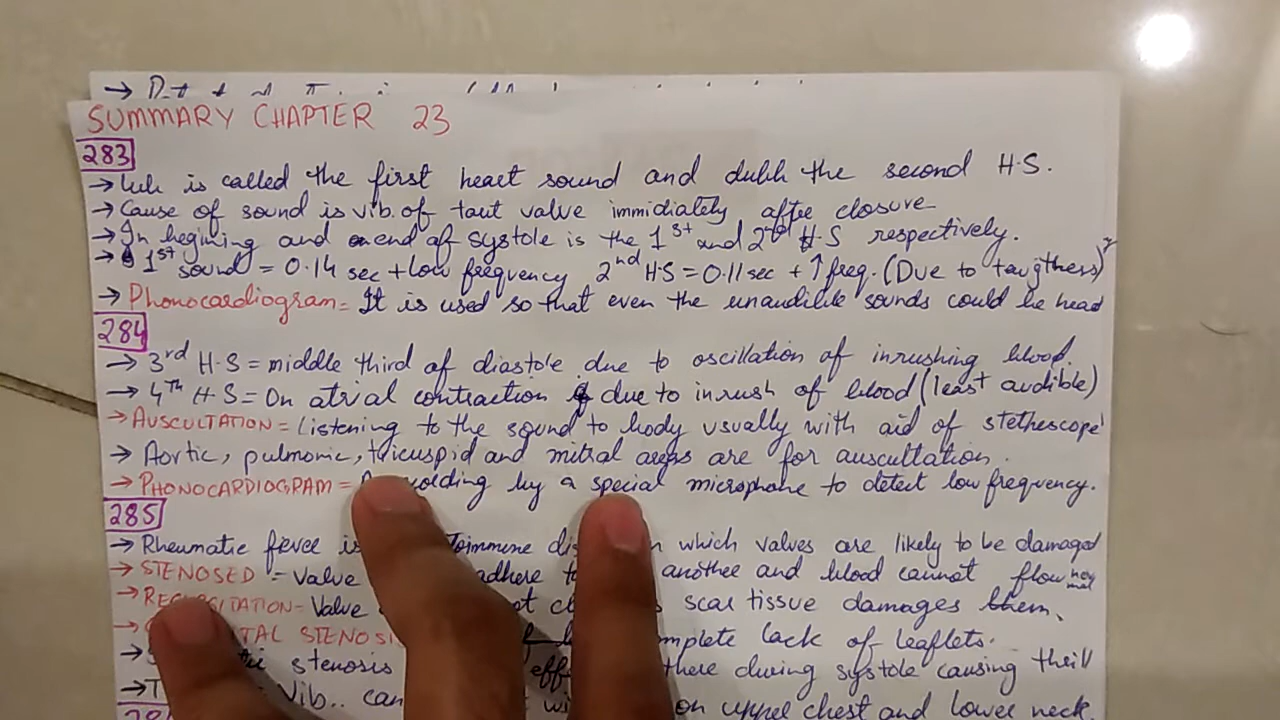 SUMMARY CHAPTER 23
283
→ Lub is called the first heart sound and dubb the second H.S.
→ Cause of sound is vib. of taut valve immidiately after closure
→ In begining and end of systole is the 1st and 2nd H.S respectively.
→ 1st sound = 0.14 sec + low frequency 2nd H.S = 0.11 sec + ↑ freq. (Due to
→ Phonocardiogram = It is used so that even the unaudible sounds could be head
284
→ 3rd H.S = middle third of diastole due to oscillation of inrushing blood.
→ 4TH H.S = On atrial contraction due to inrush of blood (least audible)
→ AUSCULTATION = Listening to the sound to body usually with aid of stethescope
→ Aortic, pulmonic, tricuspid and mitral areas are for auscultation.
→ PHONOCARDIOGRAM = by a special microphone to detect low frequency.
285
→ Rheumatic fever is which valves are likely to be damaged
→ STENOSED = Valve adhere another and blood cannot flow
→ = Valve scar tissue damages them.
→ STENOSI lack of leaflets.
→ stenosis there during systole causing thrill
→ Vib.. can on upper chest and lower neck.